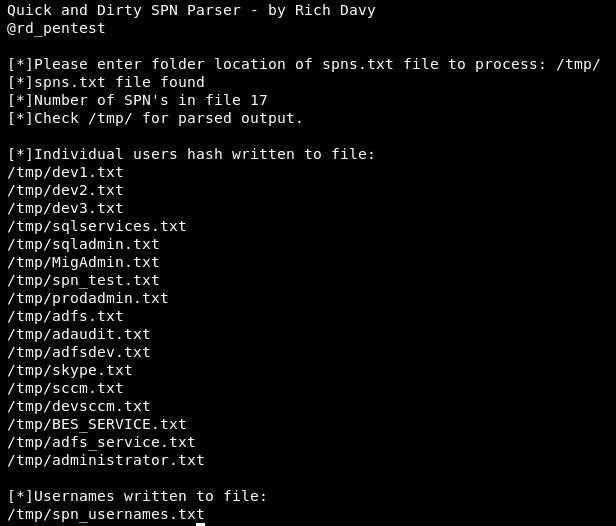 Quick and Dirty SPN Parser - by Rich Davy
@rd_pentest
[*]Please enter folder location of spns.txt file to process: /tmp/
[*]spns.txt file found
[*]Number of SPN's in file 17
[*]Check /tmp/ for parsed output.
[*]Individual users hash written to file:
/tmp/dev1.txt
/tmp/dev2.txt
/tmp/dev3.txt
/tmp/sqlservices.txt
/tmp/sqladmin.txt
/tmp/MigAdmin.txt
/tmp/spn_test.txt
/tmp/prodadmin.txt
/tmp/adfs.txt
/tmp/adaudit.txt
/tmp/adfsdev.txt
/tmp/skype.txt
/tmp/sccm.txt
/tmp/devsccm.txt
/tmp/BES_SERVICE.txt
/tmp/adfs_service.txt
/tmp/administrator.txt
[*]Usernames written to file:
/tmp/spn_usernames.txt